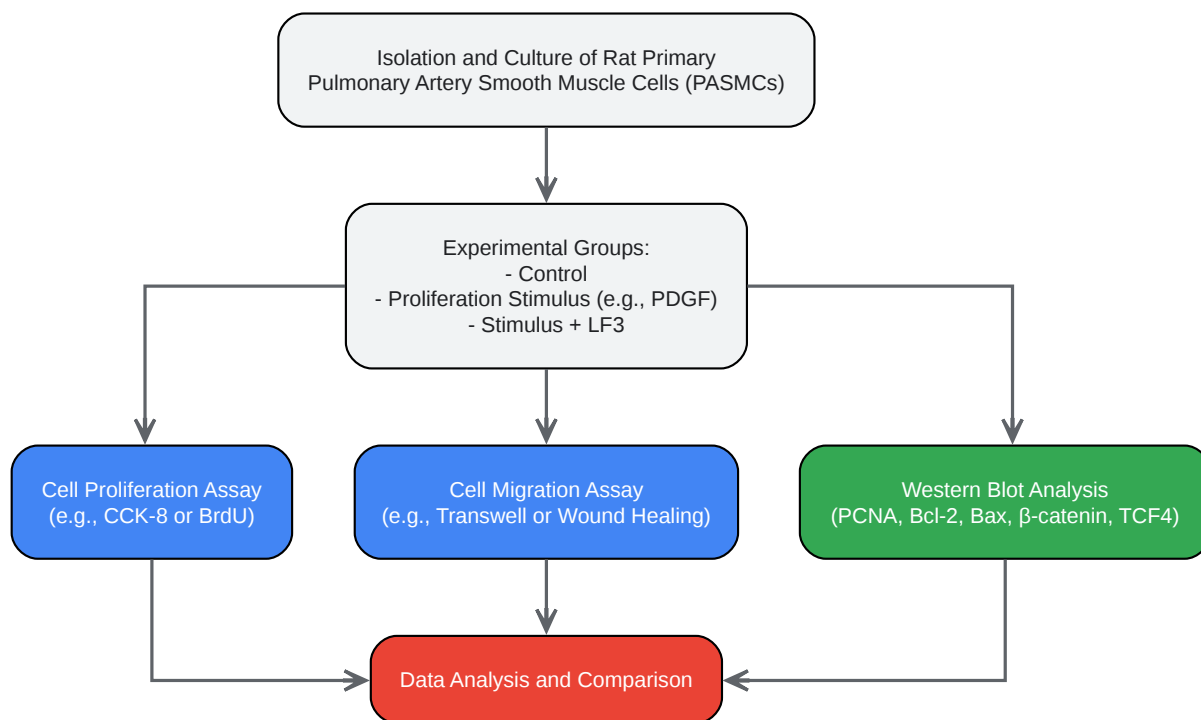 Isolation and Culture of Rat Primary
Pulmonary Artery Smooth Muscle Cells (PASMCs)
Experimental Groups:
- Control
- Proliferation Stimulus (e.g., PDGF)
- Stimulus + LF3
Cell Proliferation Assay
(e.g., CCK-8 or BrdU)
Cell Migration Assay
(e.g., Transwell or Wound Healing)
Western Blot Analysis
(PCNA, Bcl-2, Bax, β-catenin, TCF4)
Data Analysis and Comparison